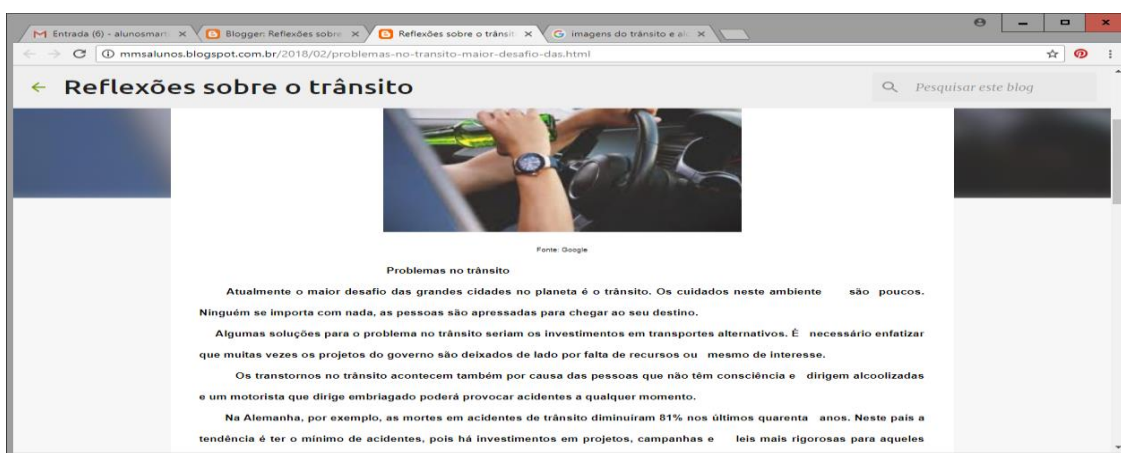 Entrada (6) - alunosmarti
Blogger: Reflexões sobre
Reflexões sobre o trânsit
imagens do trânsito e al
mmsalunos.blogspot.com.br/2018/02/problemas-no-transito-maior-desafio-das.html
Reflexões sobre o trânsito
Pesquisar este blog
Fonte: Google
Problemas no trânsito
Atualmente o maior desafio das grandes cidades no planeta é o trânsito. Os cuidados neste ambiente são poucos.
Ninguém se importa com nada, as pessoas são apressadas para chegar ao seu destino.
Algumas soluções para o problema no trânsito seriam os investimentos em transportes alternativos. É necessário enfatizar
que muitas vezes os projetos do governo são deixados de lado por falta de recursos ou mesmo de interesse.
Os transtornos no trânsito acontecem também por causa das pessoas que não têm consciência e dirigem alcoolizadas
e um motorista que dirige embriagado poderá provocar acidentes a qualquer momento.
Na Alemanha, por exemplo, as mortes em acidentes de trânsito diminuíram 81% nos últimos quarenta anos. Neste país a
tendência é ter o mínimo de acidentes, pois há investimentos em projetos, campanhas e leis mais rigorosas para aqueles